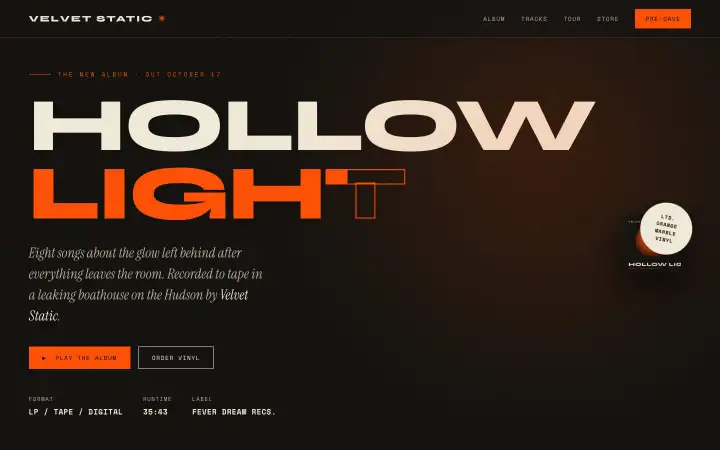 VELVET STATIC ✳
ALBUM TRACKS TOUR STORE PRE-SAVE
THE NEW ALBUM · OUT OCTOBER 17
HOLLOW
LIGHT
Eight songs about the glow left behind after
everything leaves the room. Recorded to tape in
a leaking boathouse on the Hudson by Velvet
Static.
LTD.
ORANGE
MARBLE
VINYL
HOLLOW LIG
▶ PLAY THE ALBUM ORDER VINYL
FORMAT RUNTIME LABEL
LP / TAPE / DIGITAL 35:43 FEVER DREAM RECS.